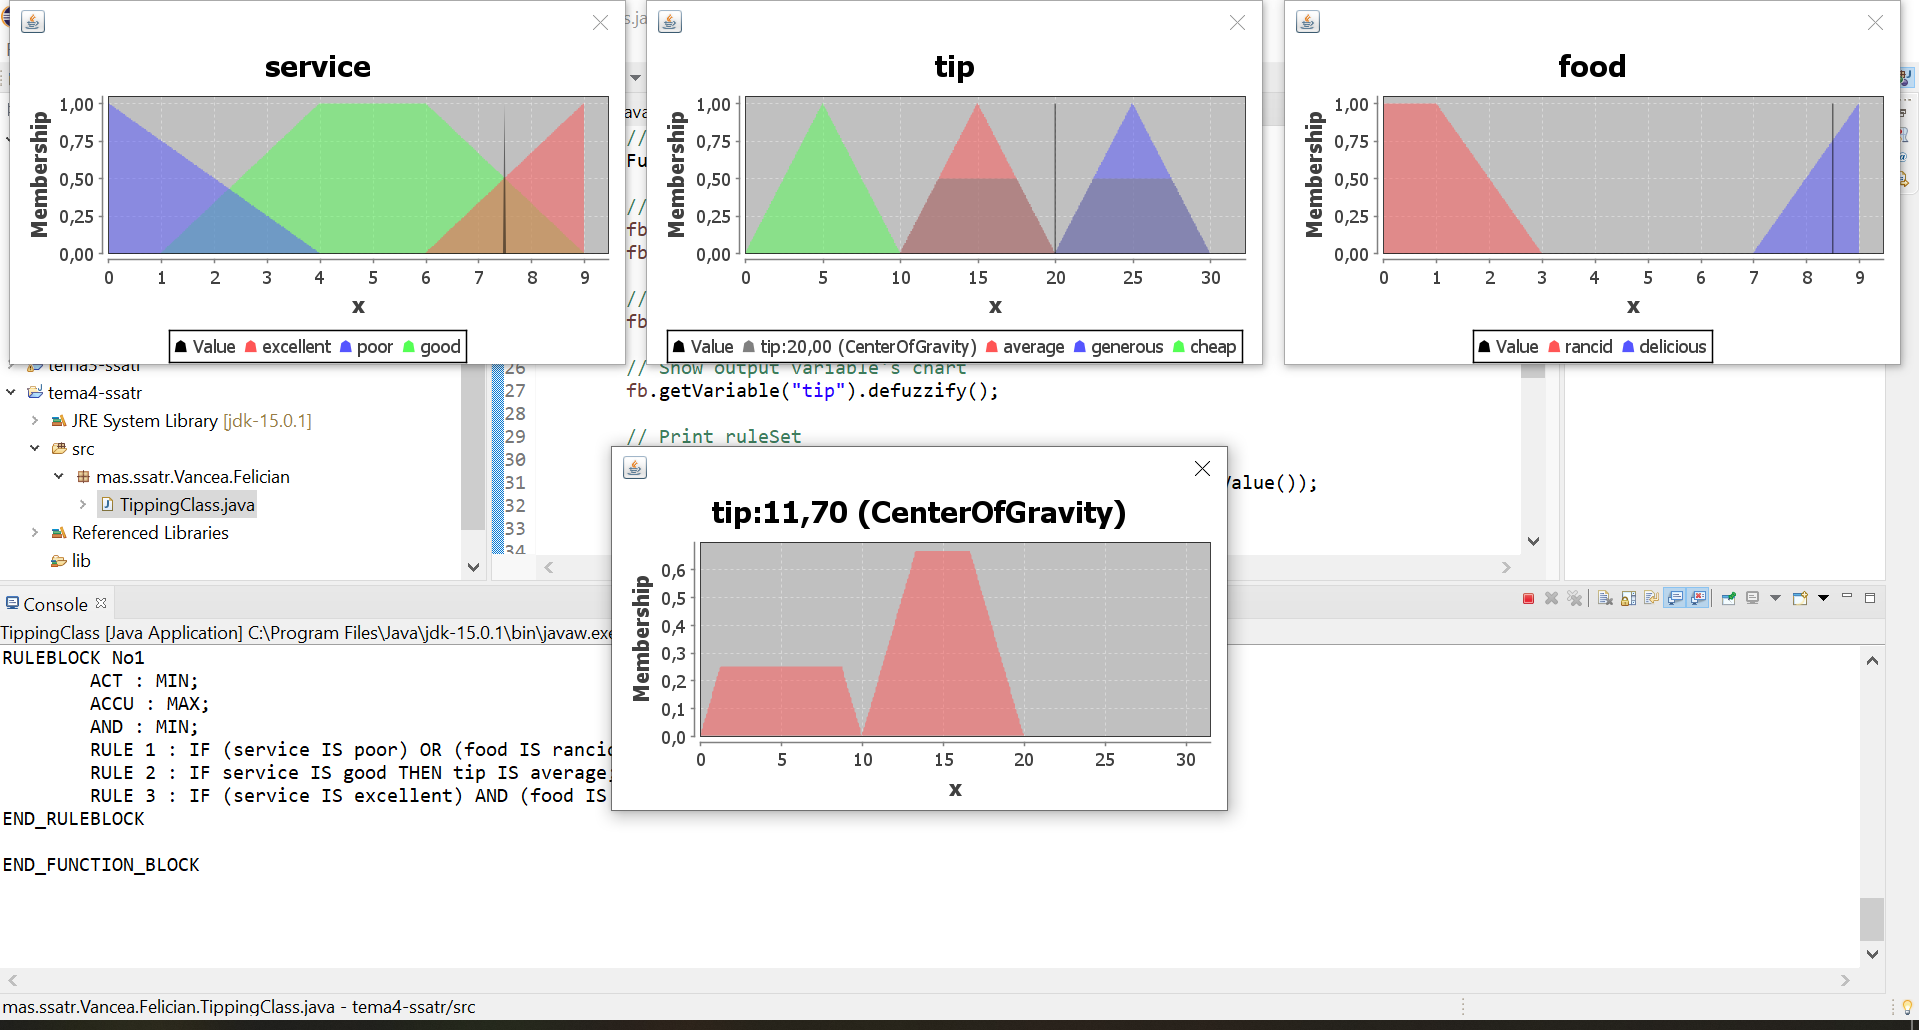 service
1,00
0,75
0,50
0,25
0,00
Membership
0 1 2 3 4 5 6 7 8 9
x
Value excellent poor good
tip
1,00
0,75
0,50
0,25
0,00
Membership
0 5 10 15 20 25 30
x
Value tip:20,00 (CenterOfGravity) average generous cheap
food
1,00
0,75
0,50
0,25
0,00
Membership
0 1 2 3 4 5 6 7 8 9
x
Value rancid delicious
s.ja
ava
//
Fu
//
fb
fb
//
fb
tema4-ssatr
JRE System Library [jdk-15.0.1]
src
mas.ssatr.Vancea.Felician
TippingClass.java
Referenced Libraries
lib
26 // Show output variable's chart
27 fb.getVariable("tip").defuzzify();
28
29 // Print ruleSet
30
31 Value());
32
33
34
tip:11,70 (CenterOfGravity)
0,6
0,5
0,4
0,3
0,2
0,1
0,0
Membership
0 5 10 15 20 25 30
x
Console
TippingClass [Java Application] C:\Program Files\Java\jdk-15.0.1\bin\javaw.exe
RULEBLOCK No1
ACT : MIN;
ACCU : MAX;
AND : MIN;
RULE 1 : IF (service IS poor) OR (food IS rancid
RULE 2 : IF service IS good THEN tip IS average;
RULE 3 : IF (service IS excellent) AND (food IS
END_RULEBLOCK
END_FUNCTION_BLOCK
mas.ssatr.Vancea.Felician.TippingClass.java - tema4-ssatr/src